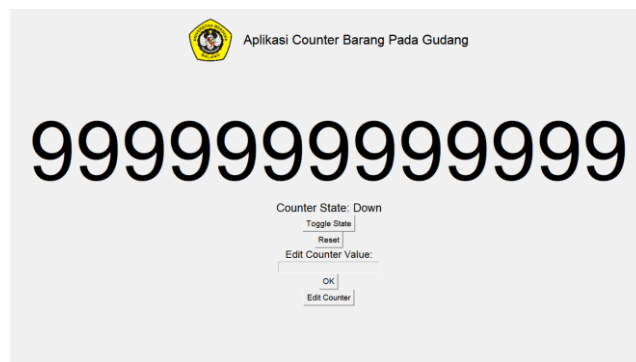 Aplikasi Counter Barang Pada Gudang
9999999999999
Counter State: Down
Toggle State
Reset
Edit Counter Value:
OK
Edit Counter